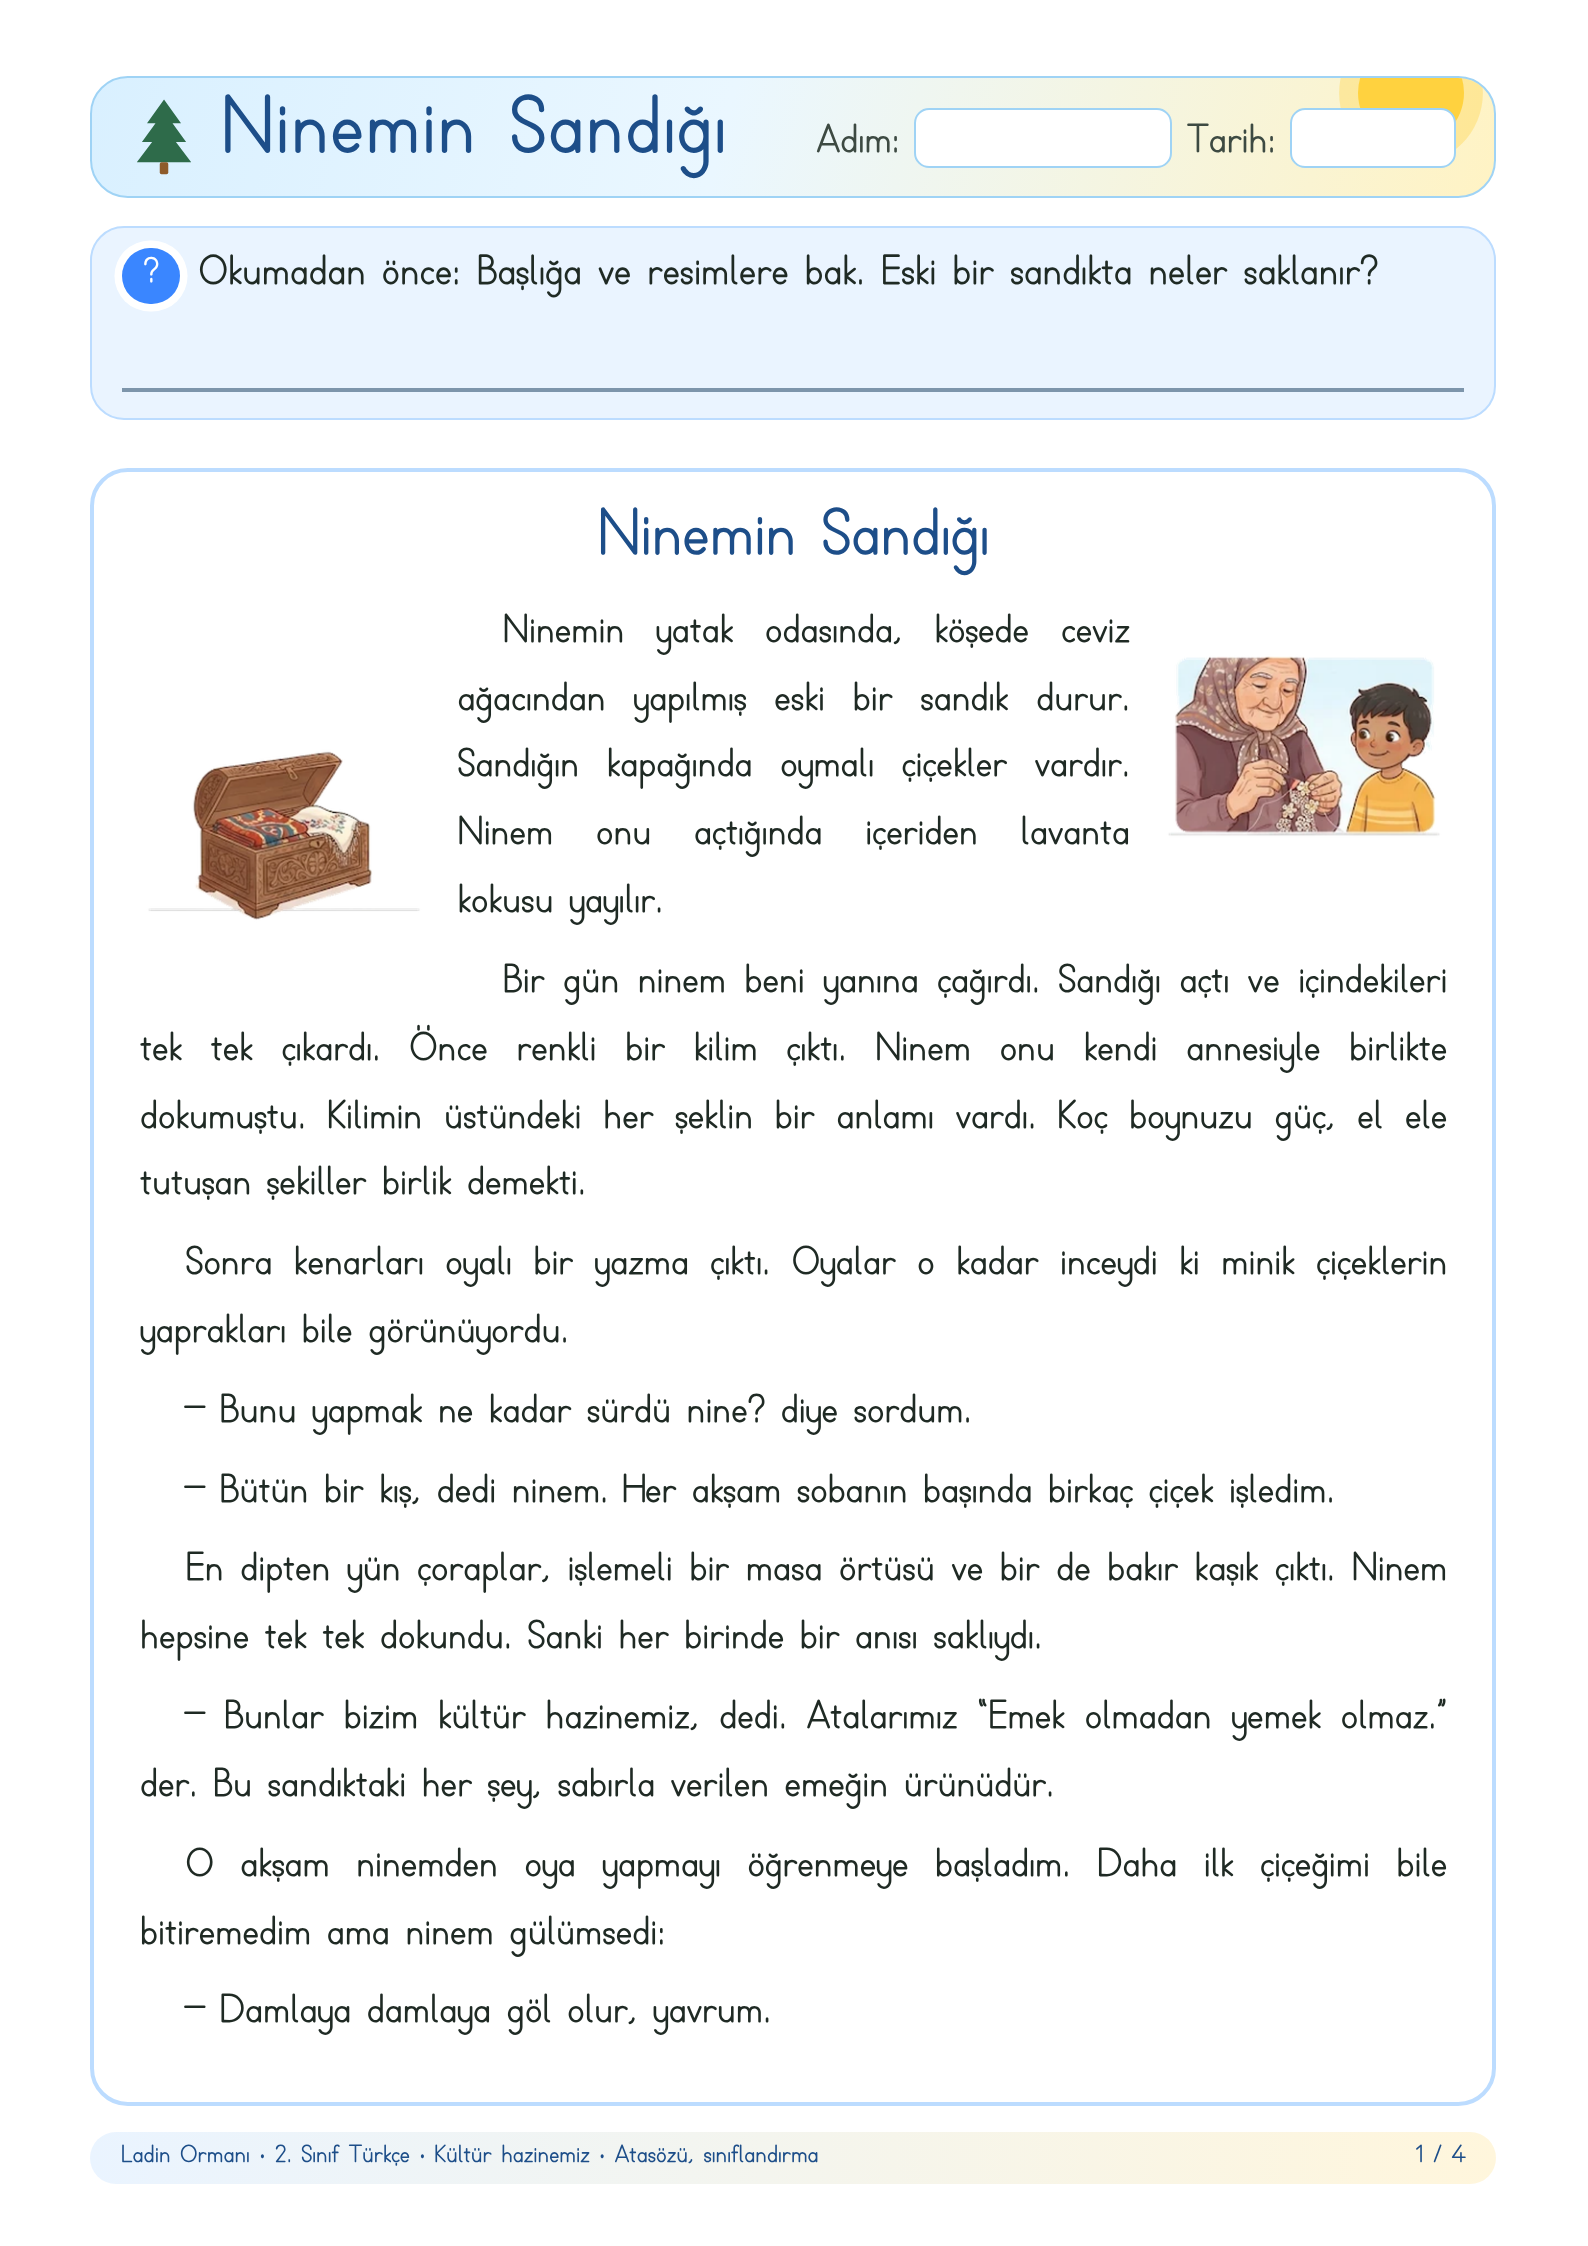 Ninemin Sandığı
Adım:
Tarih:
? Okumadan önce: Başlığa ve resimlere bak. Eski bir sandıkta neler saklanır?
Ninemin Sandığı
Ninemin yatak odasında, köşede ceviz
ağacından yapılmış eski bir sandık durur.
Sandığın kapağında oymalı çiçekler vardır.
Ninem onu açtığında içeriden lavanta
kokusu yayılır.
Bir gün ninem beni yanına çağırdı. Sandığı açtı ve içindekileri
tek tek çıkardı. Önce renkli bir kilim çıktı. Ninem onu kendi annesiyle birlikte
dokumuştu. Kilimin üstündeki her şeklin bir anlamı vardı. Koç boynuzu güç, el ele
tutuşan şekiller birlik demekti.
Sonra kenarları oyalı bir yazma çıktı. Oyalar o kadar inceydi ki minik çiçeklerin
yaprakları bile görünüyordu.
– Bunu yapmak ne kadar sürdü nine? diye sordum.
– Bütün bir kış, dedi ninem. Her akşam sobanın başında birkaç çiçek işledim.
En dipten yün çoraplar, işlemeli bir masa örtüsü ve bir de bakır kaşık çıktı. Ninem
hepsine tek tek dokundu. Sanki her birinde bir anısı saklıydı.
– Bunlar bizim kültür hazinemiz, dedi. Atalarımız “Emek olmadan yemek olmaz.”
der. Bu sandıktaki her şey, sabırla verilen emeğin ürünüdür.
O akşam ninemden oya yapmayı öğrenmeye başladım. Daha ilk çiçeğimi bile
bitiremedim ama ninem gülümsedi:
– Damlaya damlaya göl olur, yavrum.
Ladin Ormanı • 2. Sınıf Türkçe • Kültür hazinemiz • Atasözü, sınıflandırma
1 / 4